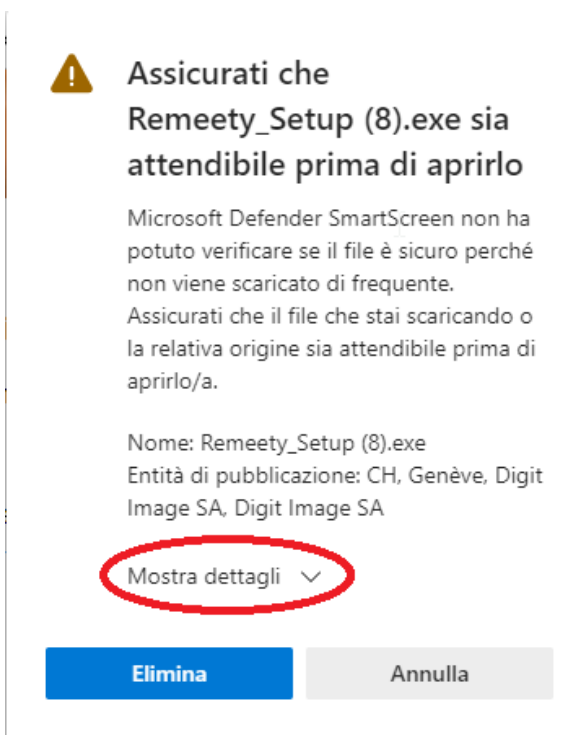 Assicurati che
Remeety_Setup (8).exe sia
attendibile prima di aprirlo
Microsoft Defender SmartScreen non ha
potuto verificare se il file è sicuro perché
non viene scaricato di frequente.
Assicurati che il file che stai scaricando o
la relativa origine sia attendibile prima di
aprirlo/a.
Nome: Remeety_Setup (8).exe
Entità di pubblicazione: CH, Genève, Digit
Image SA, Digit Image SA
Mostra dettagli
Elimina
Annulla